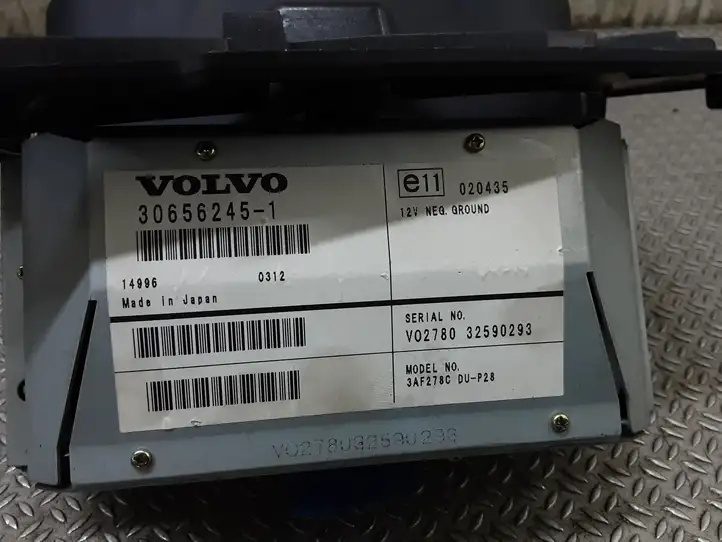 VOLVO
30656245-1
14996 0312
Made in Japan
e11 020435
12V NEG. GROUND
SERIAL NO.
VO2780 32590293
MODEL NO.
3AF278C DU-P28
VO278032590293